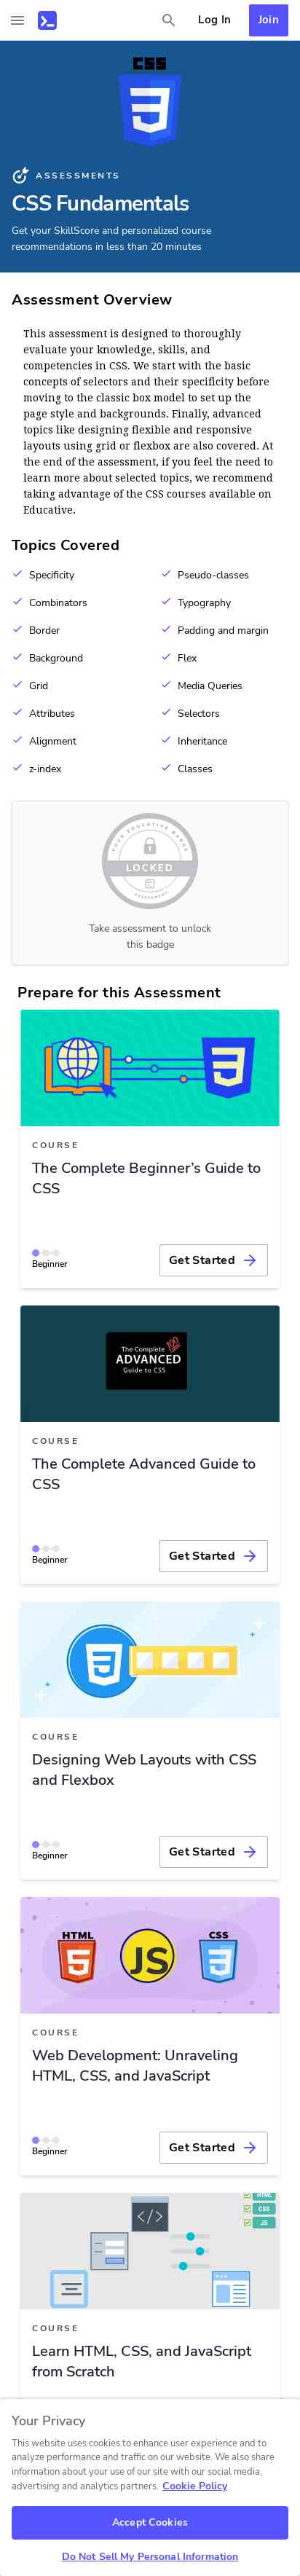 Log In
Join
CSS
3
ASSESSMENTS
CSS Fundamentals
Get your SkillScore and personalized course
recommendations in less than 20 minutes
Assessment Overview
This assessment is designed to thoroughly
evaluate your knowledge, skills, and
competencies in CSS. We start with the basic
concepts of selectors and their specificity before
moving to the classic box model to set up the
page style and backgrounds. Finally, advanced
topics like designing flexible and responsive
layouts using grid or flexbox are also covered. At
the end of the assessment, if you feel the need to
learn more about selected topics, we recommend
taking advantage of the CSS courses available on
Educative.
Topics Covered
Specificity
Pseudo-classes
Combinators
Typography
Border
Padding and margin
Background
Flex
Grid
Media Queries
Attributes
Selectors
Alignment
Inheritance
z-index
Classes
YOUR EDUCATIVE BADGE
LOCKED
ASSESSMENT
Take assessment to unlock
this badge
Prepare for this Assessment
3
COURSE
The Complete Beginner’s Guide to
CSS
Beginner
Get Started
The Complete
100
ADVANCED
Guide to CSS
COURSE
The Complete Advanced Guide to
CSS
Beginner
Get Started
3
COURSE
Designing Web Layouts with CSS
and Flexbox
Beginner
Get Started
HTML
5
JS
CSS
3
COURSE
Web Development: Unraveling
HTML, CSS, and JavaScript
Beginner
Get Started
HTML
</>
CSS
JS
COURSE
Learn HTML, CSS, and JavaScript
from Scratch
Your Privacy
This website uses cookies to enhance user experience and to
analyze performance and traffic on our website. We also share
information about your use of our site with our social media,
advertising and analytics partners. Cookie Policy
Accept Cookies
Do Not Sell My Personal Information